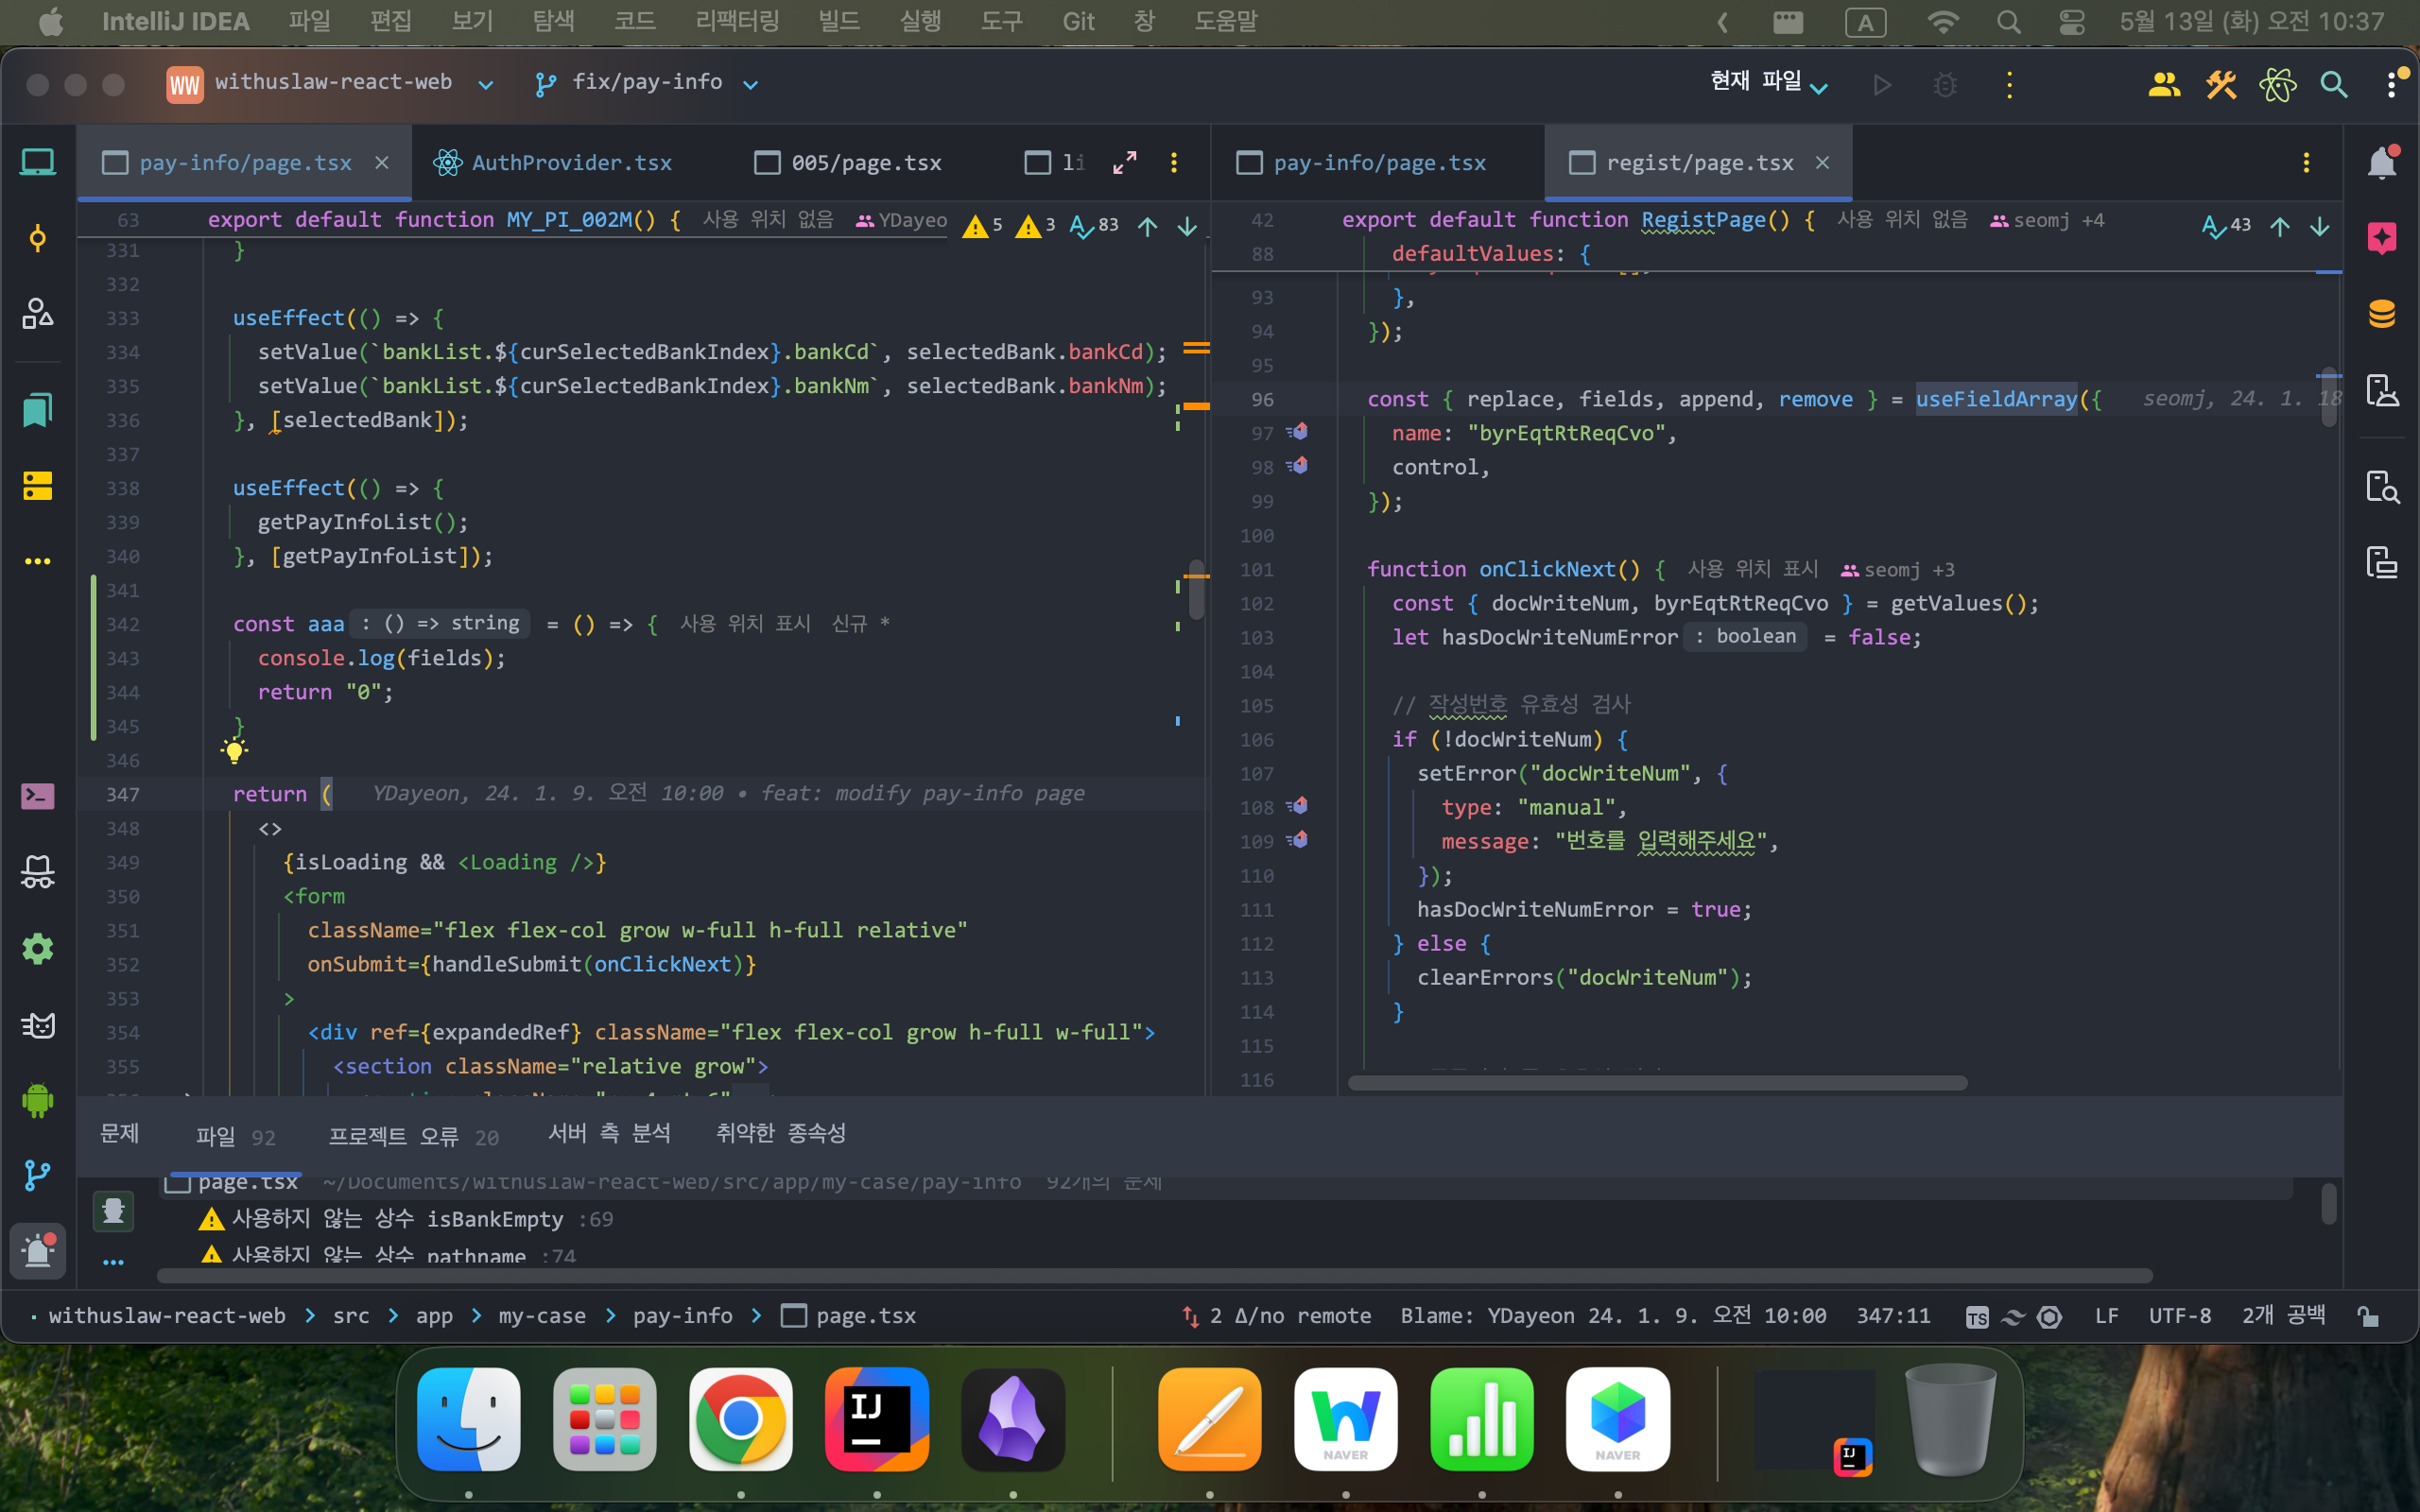 IntelliJ IDEA 파일 편집 보기 탐색 코드 리팩터링 빌드 실행 도구 Git 창 도움말 A 5월 13일 (화) 오전 10:37
WW withuslaw-react-web fix/pay-info 현재 파일
pay-info/page.tsx AuthProvider.tsx 005/page.tsx li
63 export default function MY_PI_002M() { 사용 위치 없음 YDayeo 5 3 83
331 }
332
333 useEffect(() => {
334 setValue(`bankList.${curSelectedBankIndex}.bankCd`, selectedBank.bankCd);
335 setValue(`bankList.${curSelectedBankIndex}.bankNm`, selectedBank.bankNm);
336 }, [selectedBank]);
337
338 useEffect(() => {
339 getPayInfoList();
340 }, [getPayInfoList]);
341
342 const aaa : () => string = () => { 사용 위치 표시 신규 *
343 console.log(fields);
344 return "0";
345 }
346
347 return ( YDayeon, 24. 1. 9. 오전 10:00 • feat: modify pay-info page
348 <>
349 {isLoading && <Loading />}
350 <form
351 className="flex flex-col grow w-full h-full relative"
352 onSubmit={handleSubmit(onClickNext)}
353 >
354 <div ref={expandedRef} className="flex flex-col grow h-full w-full">
355 <section className="relative grow">
pay-info/page.tsx regist/page.tsx
42 export default function RegistPage() { 사용 위치 없음 seomj +4 43
88 defaultValues: {
93 },
94 });
95
96 const { replace, fields, append, remove } = useFieldArray({ seomj, 24. 1. 18
97 name: "byrEqtRtReqCvo",
98 control,
99 });
100
101 function onClickNext() { 사용 위치 표시 seomj +3
102 const { docWriteNum, byrEqtRtReqCvo } = getValues();
103 let hasDocWriteNumError : boolean = false;
104
105 // 작성번호 유효성 검사
106 if (!docWriteNum) {
107 setError("docWriteNum", {
108 type: "manual",
109 message: "번호를 입력해주세요",
110 });
111 hasDocWriteNumError = true;
112 } else {
113 clearErrors("docWriteNum");
114 }
115
116
문제 파일 92 프로젝트 오류 20 서버 측 분석 취약한 종속성
page.tsx ~/Documents/withuslaw-react-web/src/app/my-case/pay-info 92개의 문제
사용하지 않는 상수 isBankEmpty :69
사용하지 않는 상수 pathname :74
withuslaw-react-web > src > app > my-case > pay-info > page.tsx 2 Δ/no remote Blame: YDayeon 24. 1. 9. 오전 10:00 347:11 TS LF UTF-8 2개 공백
IJ NAVER NAVER IJ